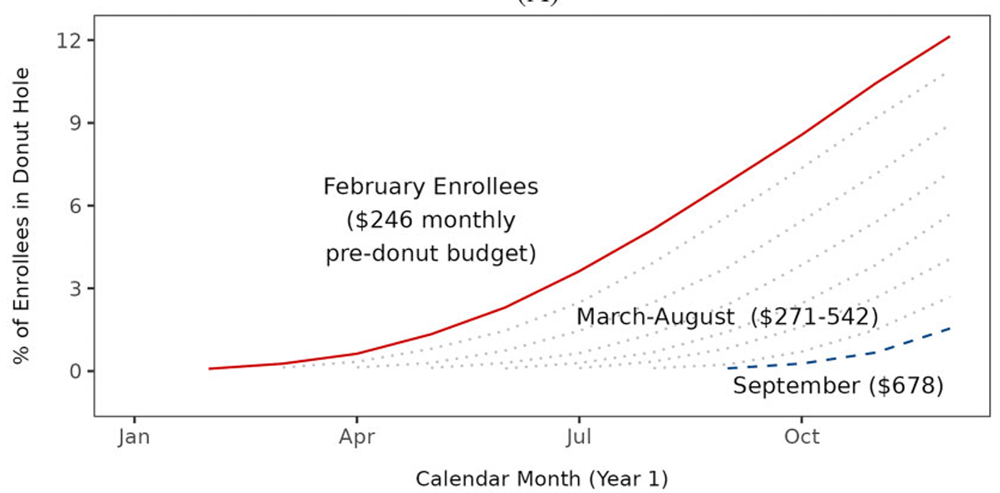 12
9
6
3
0
% of Enrollees in Donut Hole
February Enrollees
($246 monthly
pre-donut budget)
March-August ($271-542)
September ($678)
Jan Apr Jul Oct
Calendar Month (Year 1)